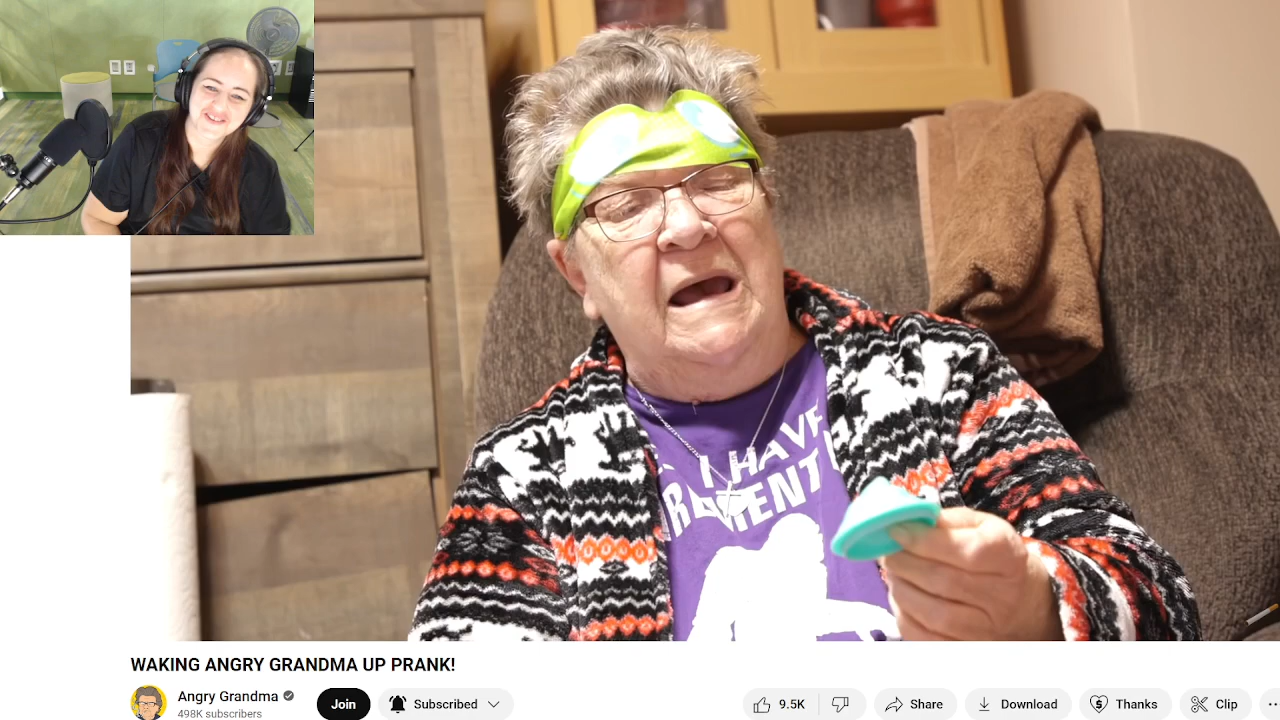 I HAVE
WAKING ANGRY GRANDMA UP PRANK!
Angry Grandma
498K subscribers
Join
Subscribed
9.5K
Share
Download
Thanks
Clip